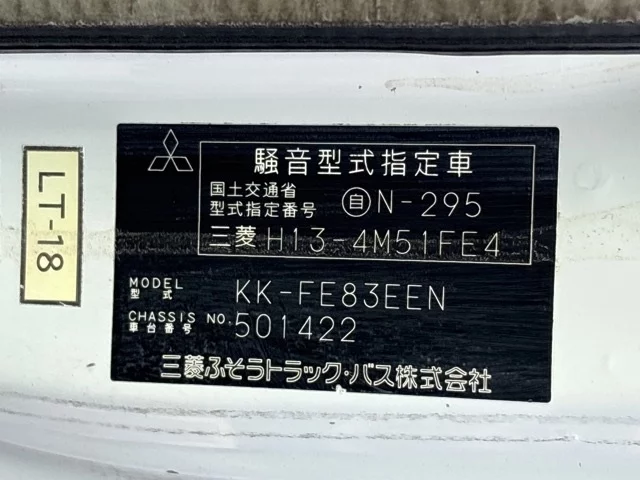 騒音型式指定車
国土交通省
型式指定番号 自N-295
三菱 H13-4M51FE4
MODEL
型式 KK-FE83EEN
CHASSIS NO.
車台番号 501422
三菱ふそうトラック・バス株式会社
LT-18